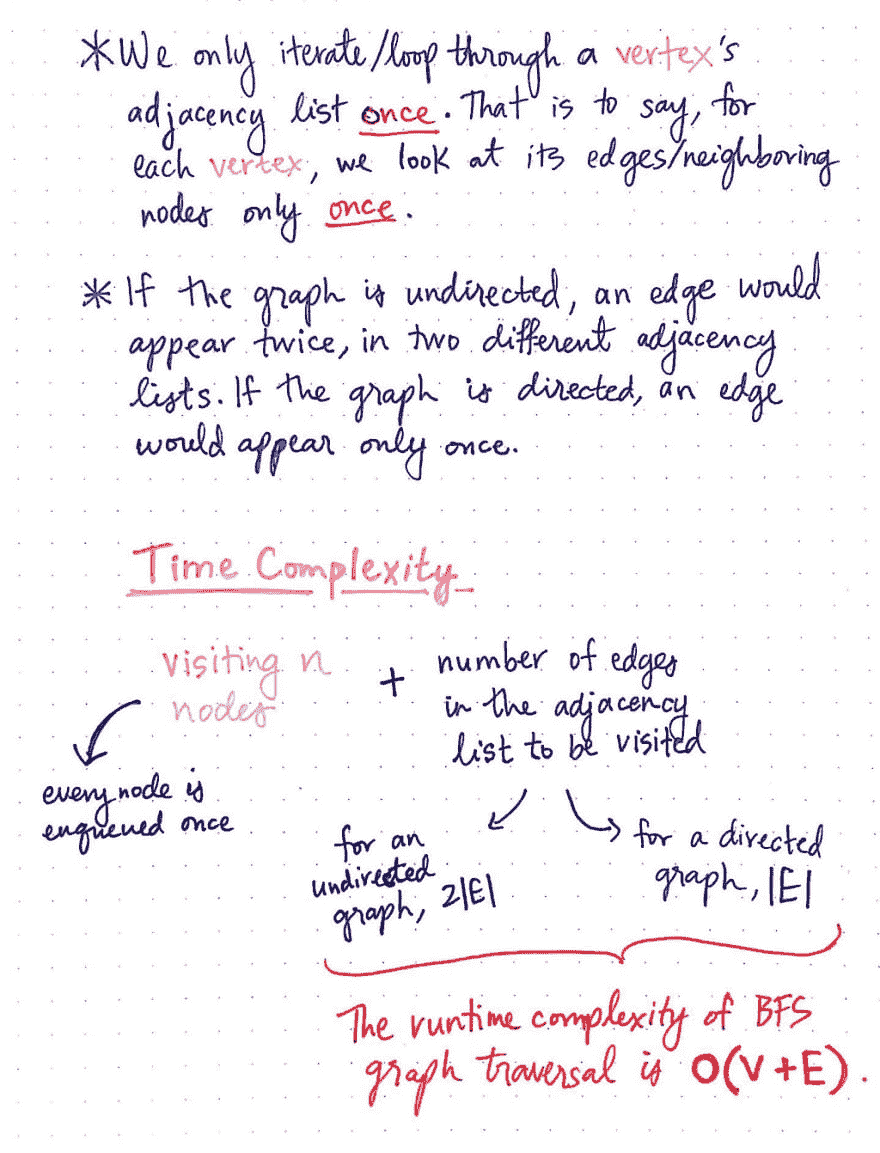 *We only iterate/loop through a vertex's
adjacency list once. That is to say, for
each vertex, we look at its edges/neighboring
nodes only once.
* If the graph is undirected, an edge would
appear twice, in two different adjacency
lists. If the graph is directed, an edge
would appear only once.
Time Complexity
visiting n
nodes
+
number of edges
in the adjacency
list to be visited
every node is
enqueued once
for an
undirected
graph, 2|E|
for a directed
graph, |E|
The runtime complexity of BFS
graph traversal is O(V+E).